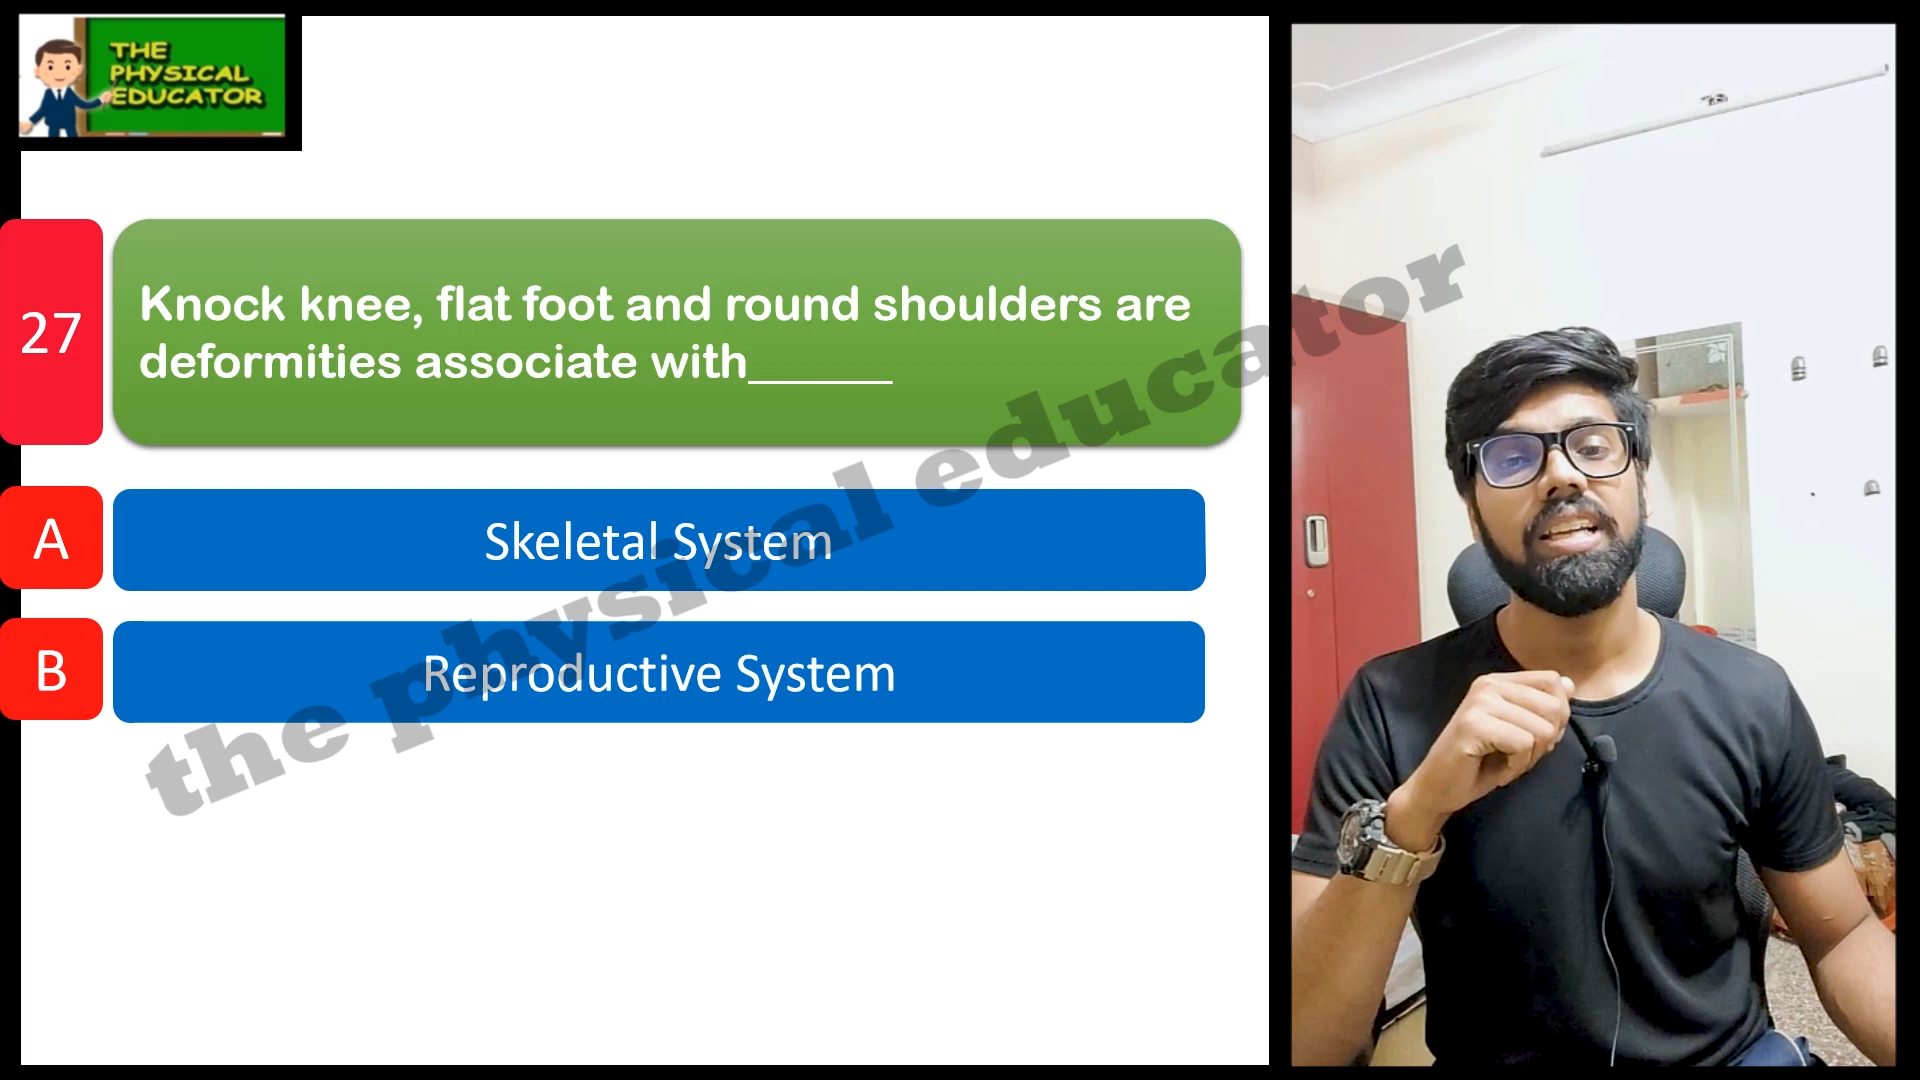 THE
PHYSICAL
EDUCATOR
27
Knock knee, flat foot and round shoulders are
deformities associate with______
A
Skeletal System
B
Reproductive System
the physical educator